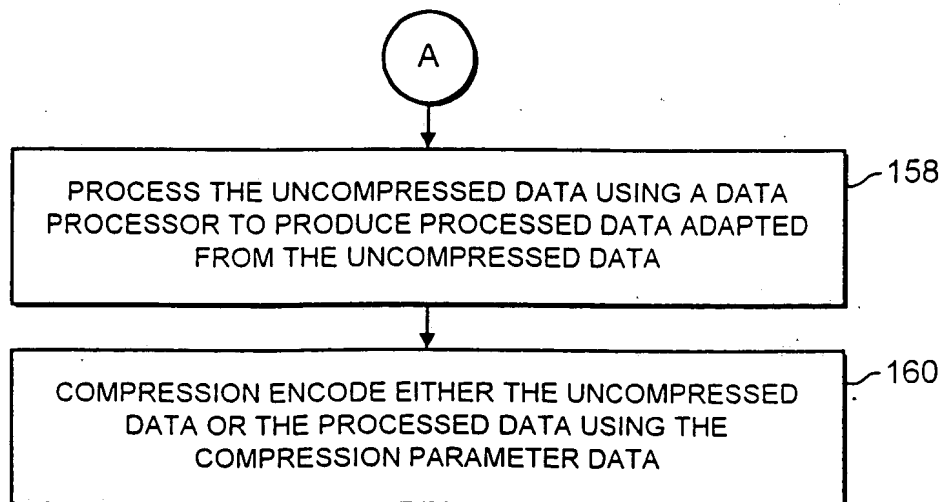 A
PROCESS THE UNCOMPRESSED DATA USING A DATA
PROCESSOR TO PRODUCE PROCESSED DATA ADAPTED
FROM THE UNCOMPRESSED DATA
158
COMPRESSION ENCODE EITHER THE UNCOMPRESSED
DATA OR THE PROCESSED DATA USING THE
COMPRESSION PARAMETER DATA
160